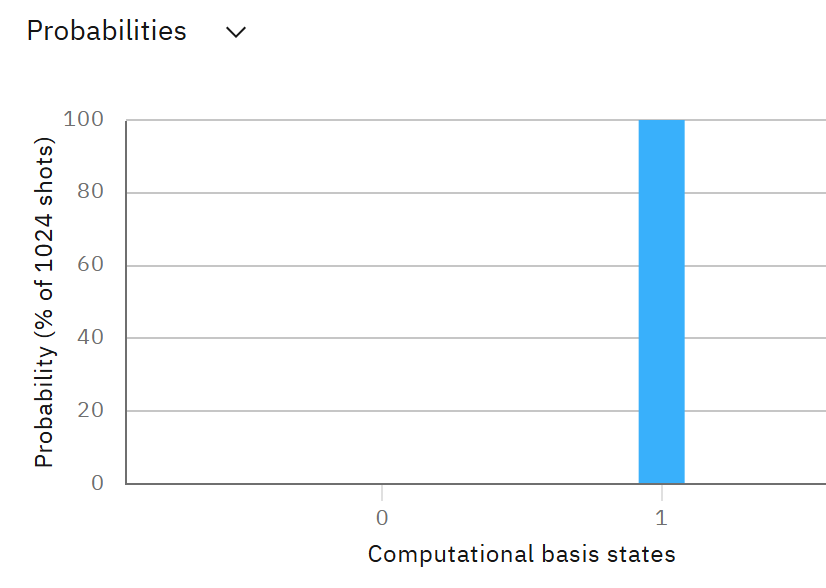 Probabilities
Probability (% of 1024 shots)
100
80
60
40
20
0
0 1
Computational basis states